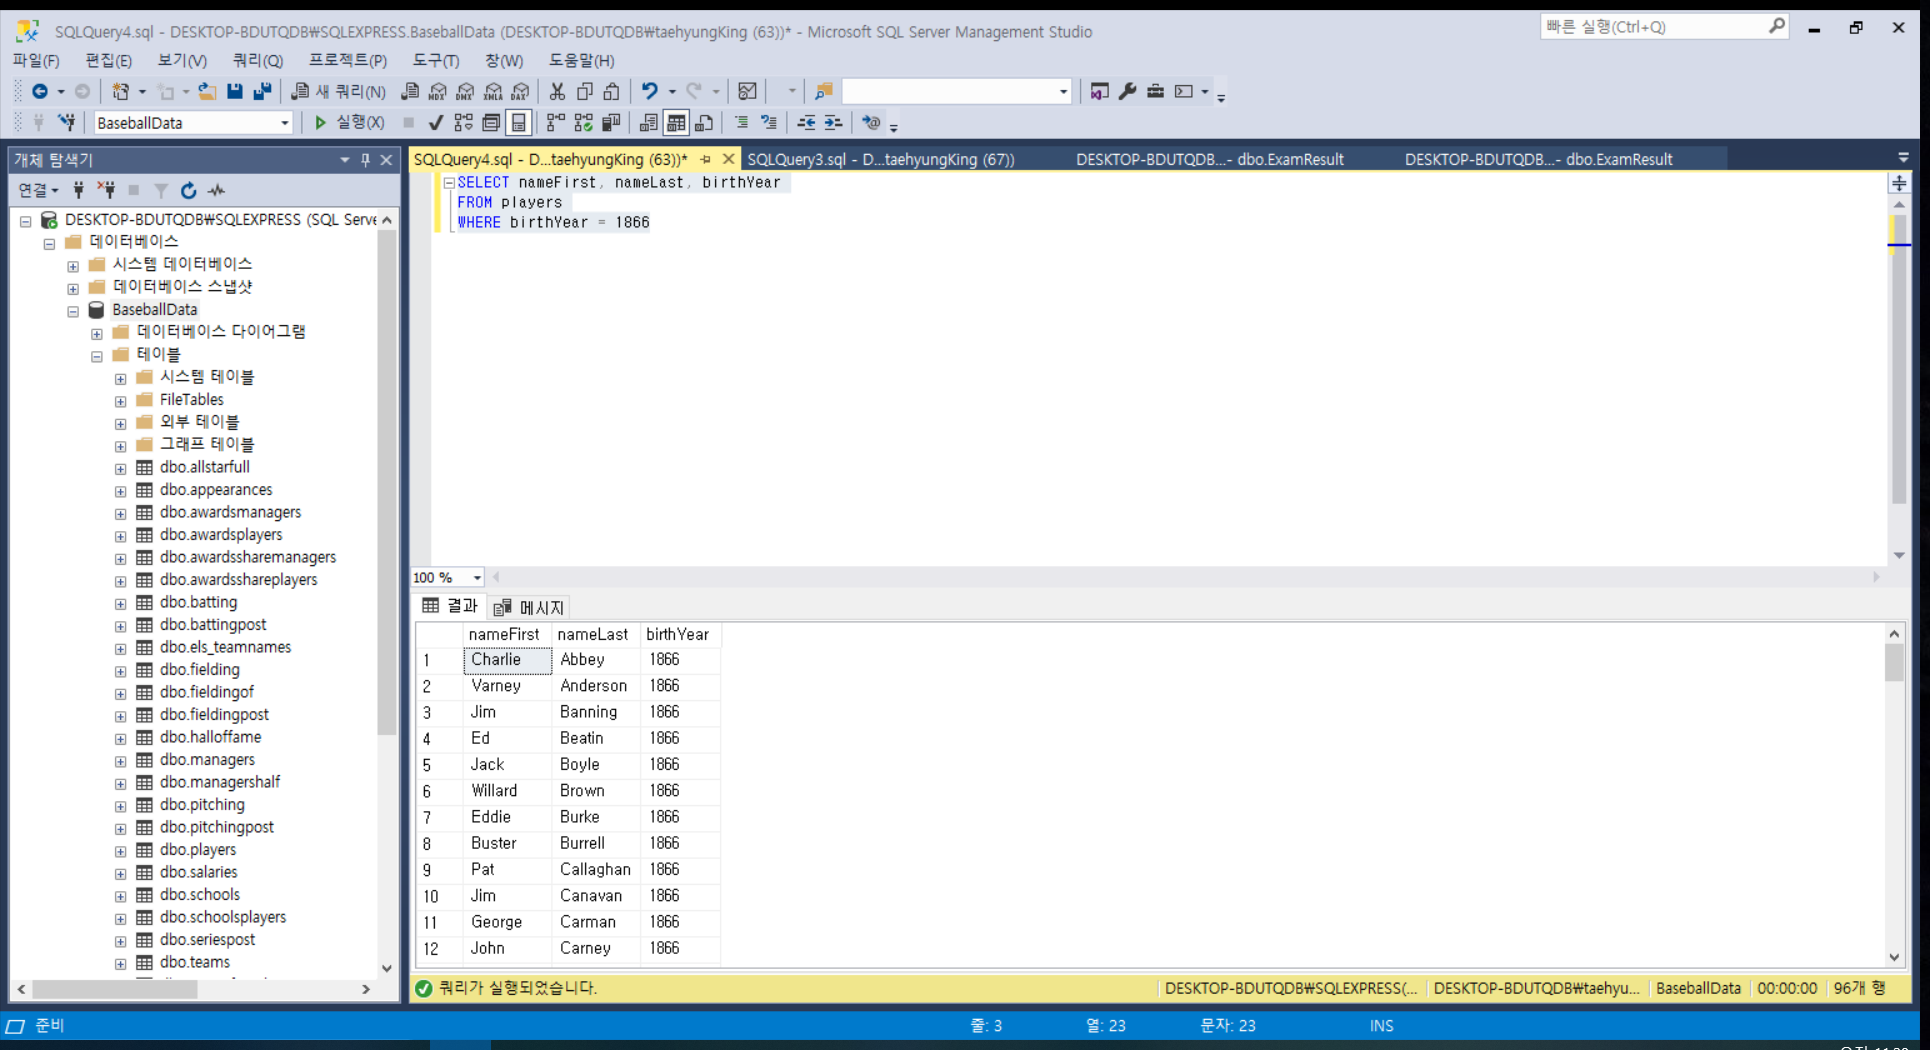 SQLQuery4.sql - DESKTOP-BDUTQDB₩SQLEXPRESS.BaseballData (DESKTOP-BDUTQDB₩taehyungKing (63))* - Microsoft SQL Server Management Studio
빠른 실행(Ctrl+Q)
파일(F) 편집(E) 보기(V) 쿼리(Q) 프로젝트(P) 도구(T) 창(W) 도움말(H)
새 쿼리(N) MDX DMX XMLA DAX
BaseballData 실행(X)
개체 탐색기
연결
DESKTOP-BDUTQDB₩SQLEXPRESS (SQL Serve
데이터베이스
시스템 데이터베이스
데이터베이스 스냅샷
BaseballData
데이터베이스 다이어그램
테이블
시스템 테이블
FileTables
외부 테이블
그래프 테이블
dbo.allstarfull
dbo.appearances
dbo.awardsmanagers
dbo.awardsplayers
dbo.awardssharemanagers
dbo.awardsshareplayers
dbo.batting
dbo.battingpost
dbo.els_teamnames
dbo.fielding
dbo.fieldingof
dbo.fieldingpost
dbo.halloffame
dbo.managers
dbo.managershalf
dbo.pitching
dbo.pitchingpost
dbo.players
dbo.salaries
dbo.schools
dbo.schoolsplayers
dbo.seriespost
dbo.teams
SQLQuery4.sql - D...taehyungKing (63))* SQLQuery3.sql - D...taehyungKing (67)) DESKTOP-BDUTQDB...- dbo.ExamResult DESKTOP-BDUTQDB...- dbo.ExamResult
SELECT nameFirst, nameLast, birthYear
FROM players
WHERE birthYear = 1866
100 %
결과 메시지
nameFirst nameLast birthYear
1 Charlie Abbey 1866
2 Varney Anderson 1866
3 Jim Banning 1866
4 Ed Beatin 1866
5 Jack Boyle 1866
6 Willard Brown 1866
7 Eddie Burke 1866
8 Buster Burrell 1866
9 Pat Callaghan 1866
10 Jim Canavan 1866
11 George Carman 1866
12 John Carney 1866
쿼리가 실행되었습니다. DESKTOP-BDUTQDB₩SQLEXPRESS(... DESKTOP-BDUTQDB₩taehyu... BaseballData 00:00:00 96개 행
준비 줄: 3 열: 23 문자: 23 INS